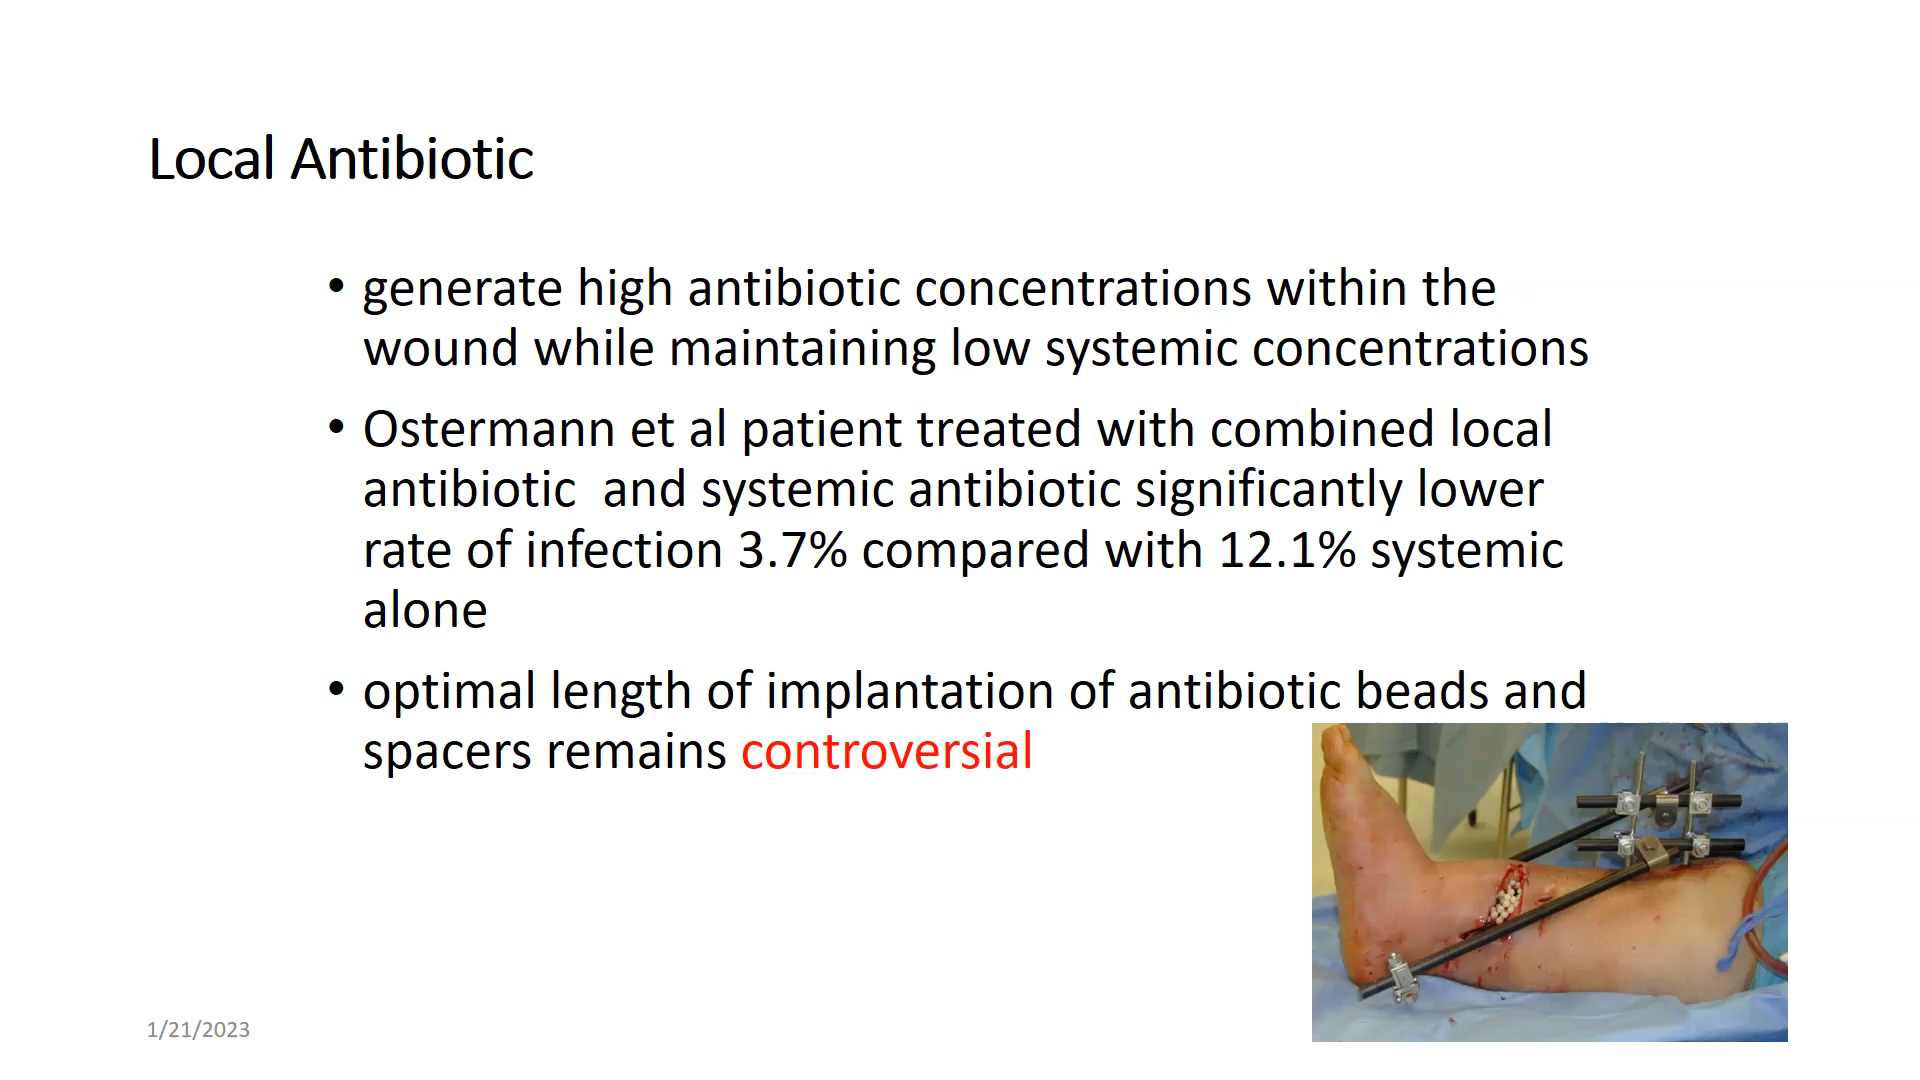 Local Antibiotic
• generate high antibiotic concentrations within the
wound while maintaining low systemic concentrations
• Ostermann et al patient treated with combined local
antibiotic  and systemic antibiotic significantly lower
rate of infection 3.7% compared with 12.1% systemic
alone
• optimal length of implantation of antibiotic beads and
spacers remains controversial
1/21/2023